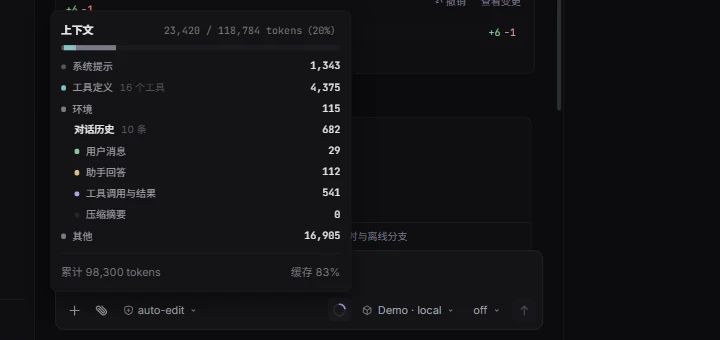 +6 -1
撤销 查看变更
上下文 23,420 / 118,784 tokens (20%)
+6 -1
系统提示 1,343
工具定义 16 个工具 4,375
环境 115
对话历史 10 条 682
用户消息 29
助手回答 112
工具调用与结果 541
压缩摘要 0
其他 16,905
时与离线分支
累计 98,300 tokens 缓存 83%
auto-edit Demo · local off